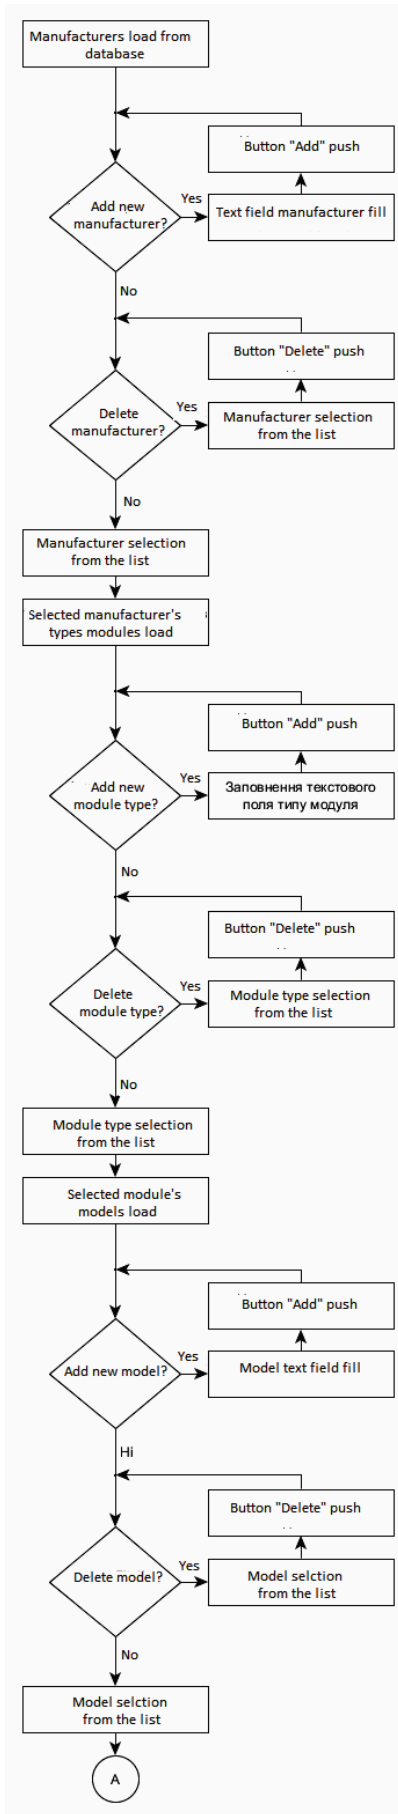 Manufacturers load from
database
Button "Add" push
Add new
manufacturer?
Yes
Text field manufacturer fill
No
Button "Delete" push
Delete
manufacturer?
Yes
Manufacturer selection
from the list
No
Manufacturer selection
from the list
Selected manufacturer's
types modules load
Button "Add" push
Add new
module type?
Yes
Заповнення текстового
поля типу модуля
No
Button "Delete" push
Delete
module type?
Yes
Module type selection
from the list
No
Module type selection
from the list
Selected module's
models load
Button "Add" push
Add new model?
Yes
Model text field fill
Ні
Button "Delete" push
Delete model?
Yes
Model selction
from the list
No
Model selction
from the list
A